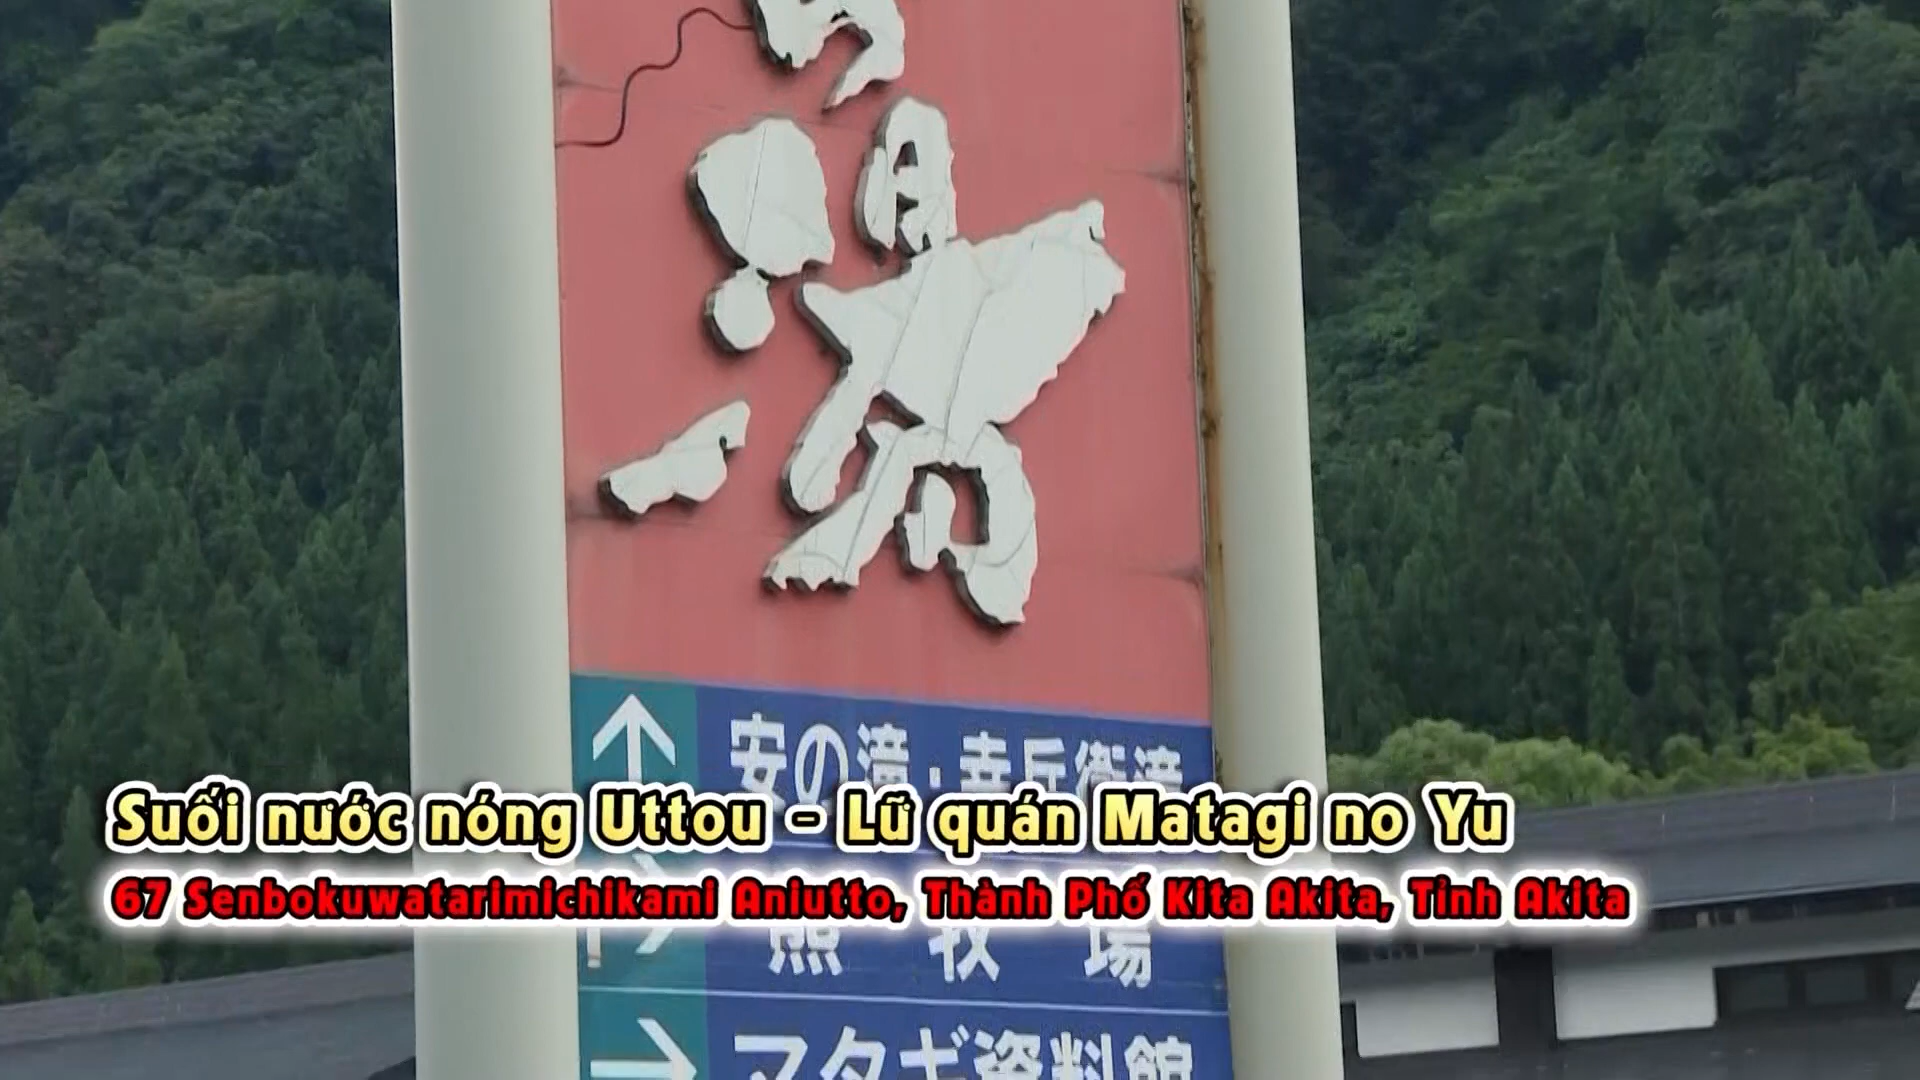 湯
安の滝・幸兵衛滝
Suối nước nóng Uttou - Lữ quán Matagi no Yu
67 Senbokuwatarimichikami Aniutto, Thành Phố Kita Akita, Tỉnh Akita
熊牧場
マタギ資料館